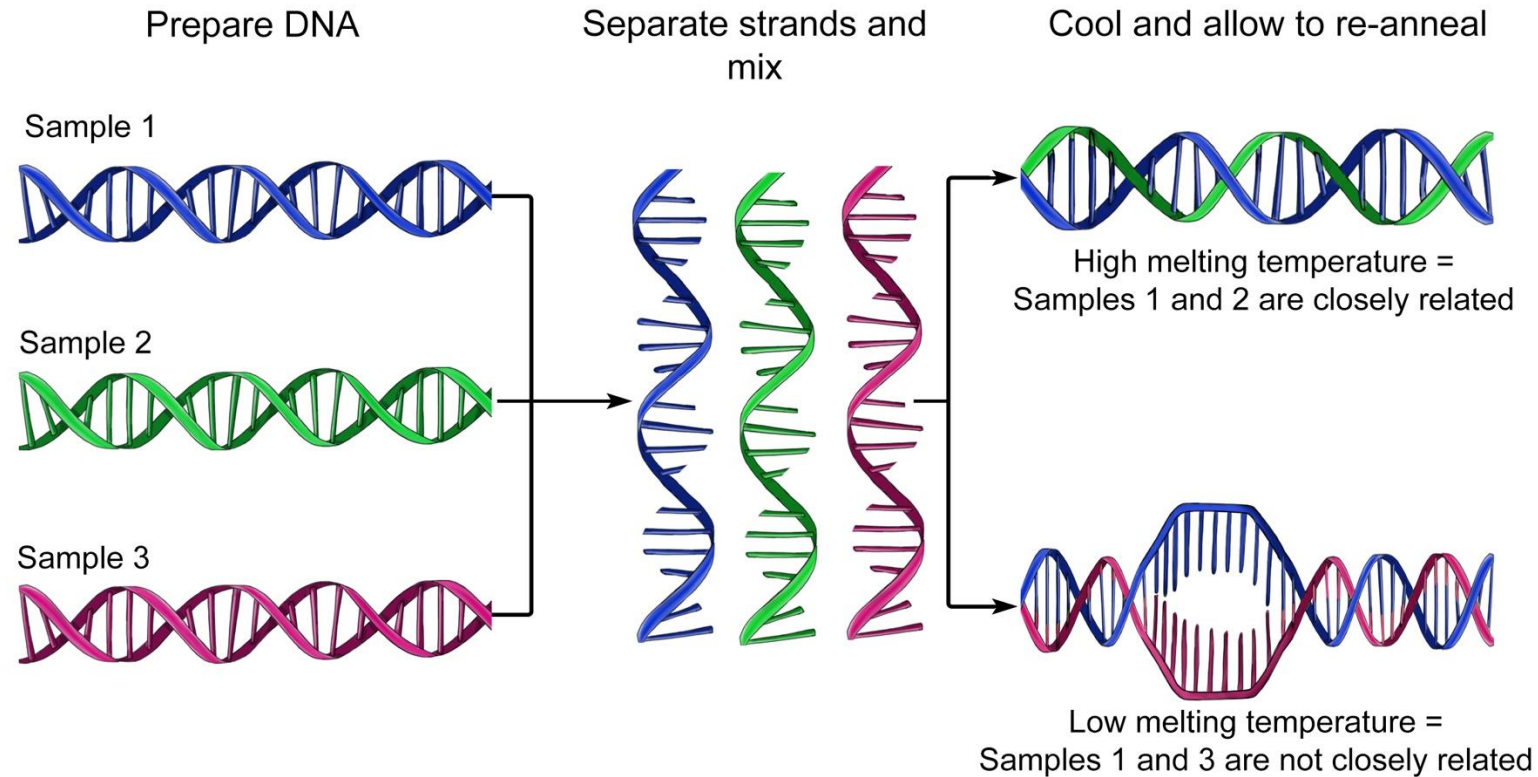 Prepare DNA
Separate strands and
mix
Cool and allow to re-anneal
Sample 1
Sample 2
Sample 3
High melting temperature =
Samples 1 and 2 are closely related
Low melting temperature =
Samples 1 and 3 are not closely related